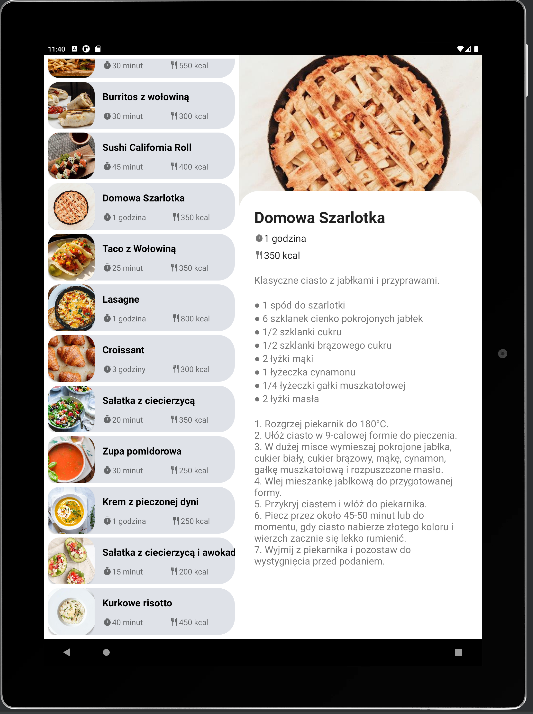 11:40
30 minut 550 kcal
Burritos z wołowiną
30 minut 300 kcal
Sushi California Roll
45 minut 400 kcal
Domowa Szarlotka
1 godzina 350 kcal
Taco z Wołowiną
25 minut 350 kcal
Lasagne
1 godzina 800 kcal
Croissant
3 godziny 300 kcal
Sałatka z ciecierzycą
20 minut 350 kcal
Zupa pomidorowa
30 minut 250 kcal
Krem z pieczonej dyni
1 godzina 250 kcal
Sałatka z ciecierzycą i awokad
15 minut 200 kcal
Kurkowe risotto
40 minut 450 kcal
Domowa Szarlotka
1 godzina
350 kcal
Klasyczne ciasto z jabłkami i przyprawami.
● 1 spód do szarlotki
● 6 szklanek cienko pokrojonych jabłek
● 1/2 szklanki cukru
● 1/2 szklanki brązowego cukru
● 2 łyżki mąki
● 1 łyżeczka cynamonu
● 1/4 łyżeczki gałki muszkatołowej
● 2 łyżki masła
1. Rozgrzej piekarnik do 180°C.
2. Ułóż ciasto w 9-calowej formie do pieczenia.
3. W dużej misce wymieszaj pokrojone jabłka,
cukier biały, cukier brązowy, mąkę, cynamon,
gałkę muszkatołową i rozpuszczone masło.
4. Wlej mieszankę jabłkową do przygotowanej
formy.
5. Przykryj ciastem i włóż do piekarnika.
6. Piecz przez około 45-50 minut lub do
momentu, gdy ciasto nabierze złotego koloru i
wierzch zacznie się lekko rumienić.
7. Wyjmij z piekarnika i pozostaw do
wystygnięcia przed podaniem.